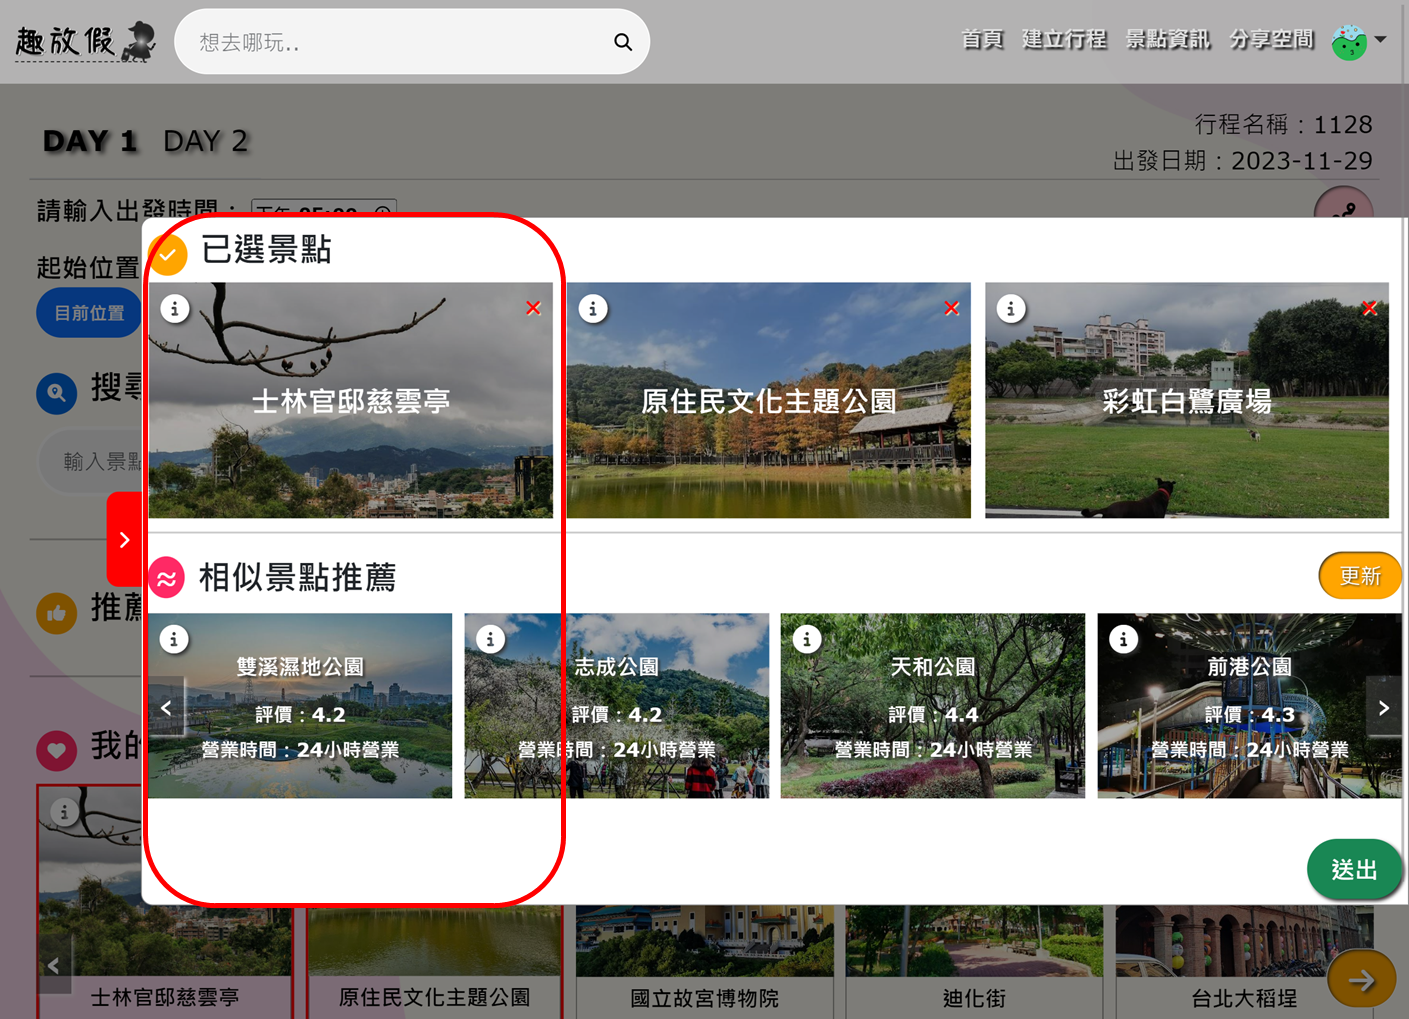 趣放假
想去哪玩..
首頁 建立行程 景點資訊 分享空間
DAY 1 DAY 2
行程名稱：1128
出發日期：2023-11-29
請輸入出發時間：
起始位置
目前位置
已選景點
士林官邸慈雲亭
原住民文化主題公園
彩虹白鷺廣場
輸入景點
相似景點推薦
更新
推薦
雙溪濕地公園
評價：4.2
營業時間：24小時營業
志成公園
評價：4.2
營業時間：24小時營業
天和公園
評價：4.4
營業時間：24小時營業
前港公園
評價：4.3
營業時間：24小時營業
我的
送出
士林官邸慈雲亭
原住民文化主題公園
國立故宮博物院
迪化街
台北大稻埕